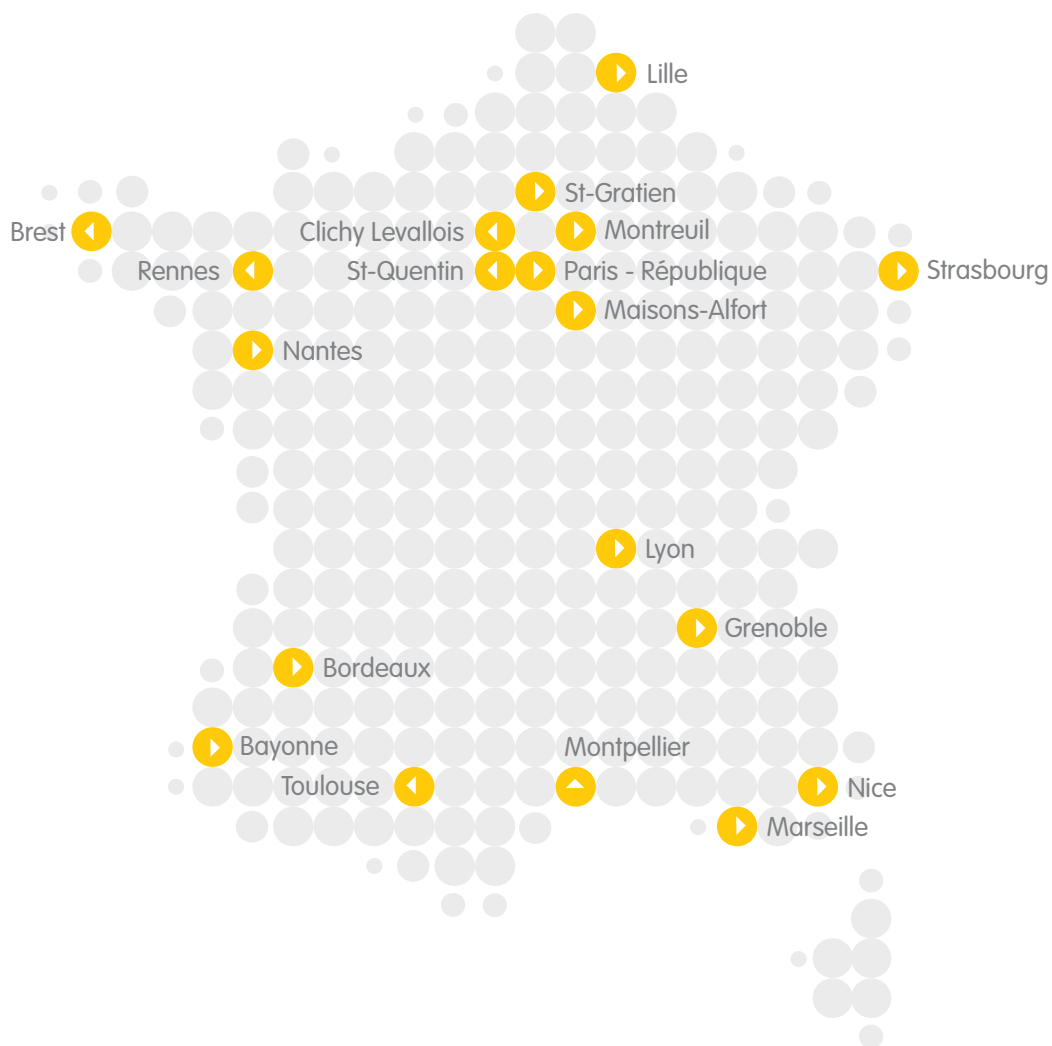 Lille
St-Gratien
Brest
Clichy Levallois
Montreuil
Rennes
St-Quentin
Paris - République
Strasbourg
Maisons-Alfort
Nantes
Lyon
Grenoble
Bordeaux
Bayonne
Montpellier
Toulouse
Nice
Marseille